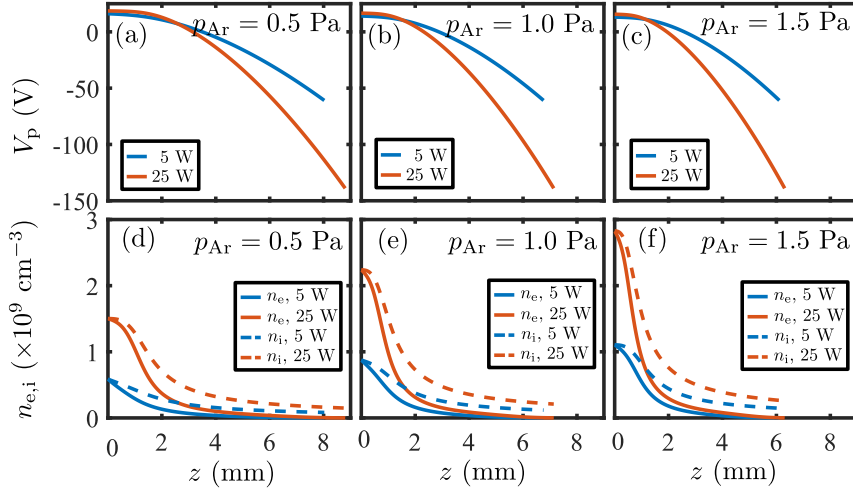 (a)
p_Ar = 0.5 Pa
(b)
p_Ar = 1.0 Pa
(c)
p_Ar = 1.5 Pa
V_p (V)
0
-50
-100
-150
5 W
25 W
5 W
25 W
5 W
25 W
(d)
p_Ar = 0.5 Pa
(e)
p_Ar = 1.0 Pa
(f)
p_Ar = 1.5 Pa
n_e,i (×10^9 cm^−3)
3
2
1
0
n_e, 5 W
n_e, 25 W
n_i, 5 W
n_i, 25 W
n_e, 5 W
n_e, 25 W
n_i, 5 W
n_i, 25 W
n_e, 5 W
n_e, 25 W
n_i, 5 W
n_i, 25 W
0 2 4 6 8
0 2 4 6 8
0 2 4 6 8
z (mm)
z (mm)
z (mm)